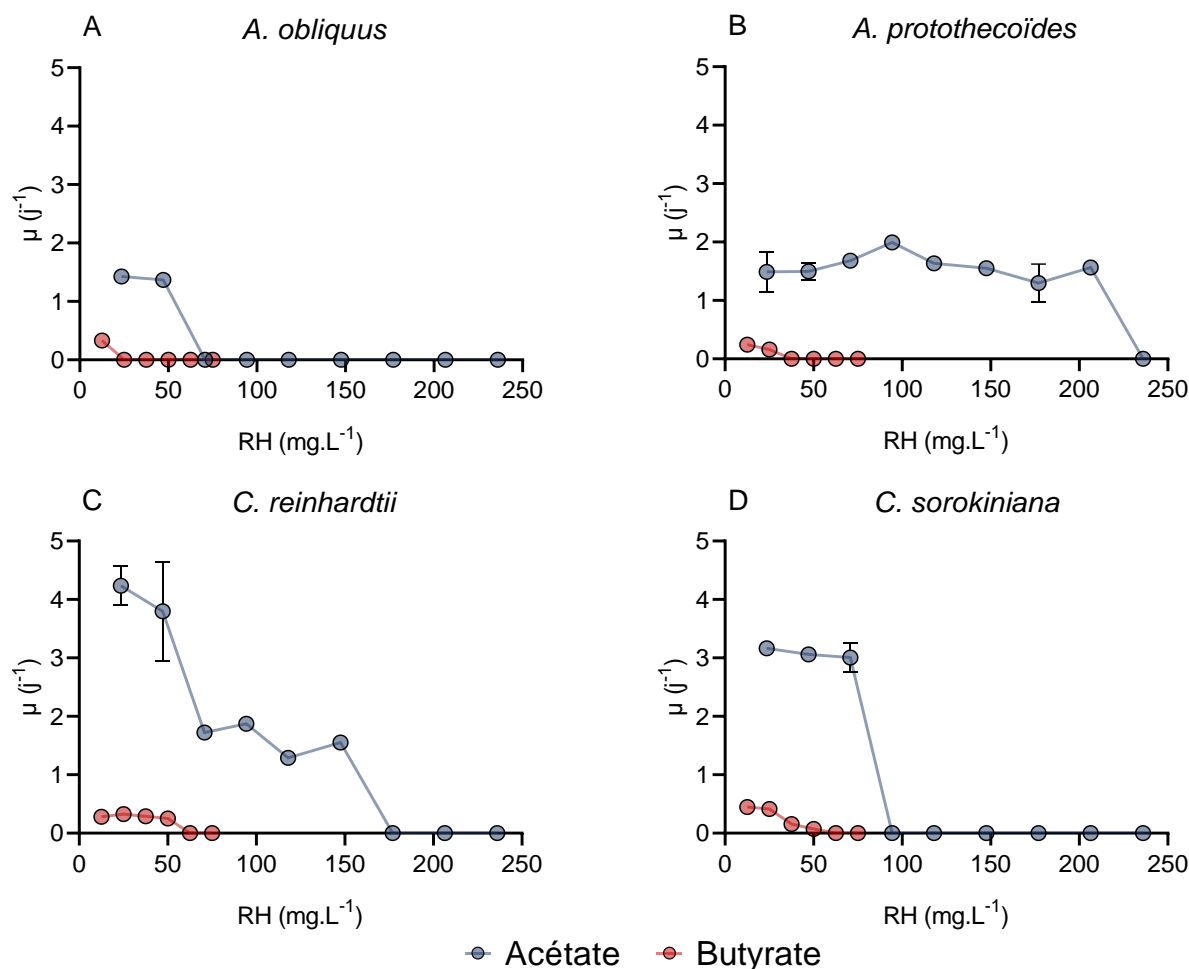 A
A. obliquus
5
4
3
2
1
0
µ (j-1)
0 50 100 150 200 250
RH (mg.L-1)
B
A. protothecoïdes
5
4
3
2
1
0
µ (j-1)
0 50 100 150 200 250
RH (mg.L-1)
C
C. reinhardtii
5
4
3
2
1
0
µ (j-1)
0 50 100 150 200 250
RH (mg.L-1)
D
C. sorokiniana
5
4
3
2
1
0
µ (j-1)
0 50 100 150 200 250
RH (mg.L-1)
Acétate Butyrate